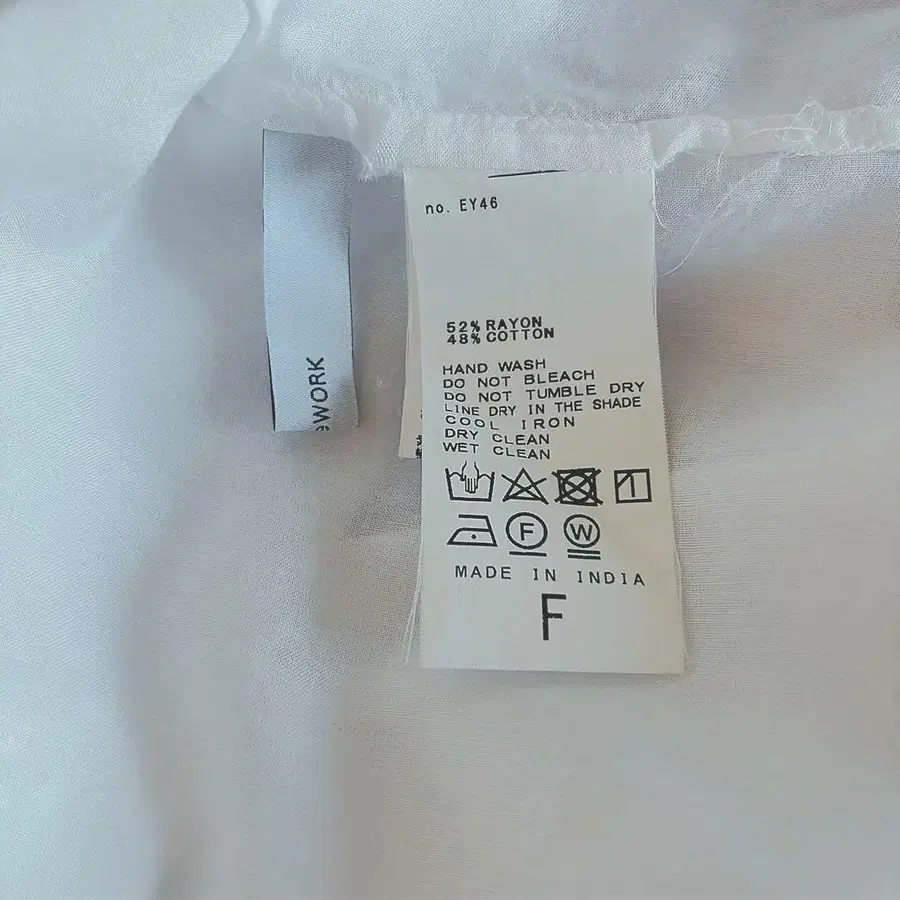 no. EY46
52% RAYON
48% COTTON
HAND WASH
DO NOT BLEACH
DO NOT TUMBLE DRY
LINE DRY IN THE SHADE
COOL IRON
DRY CLEAN
WET CLEAN
F W
MADE IN INDIA
F
WORK